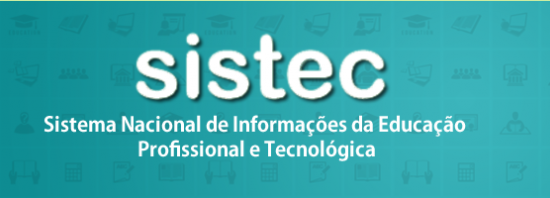 sistec
Sistema Nacional de Informações da Educação
Profissional e Tecnológica